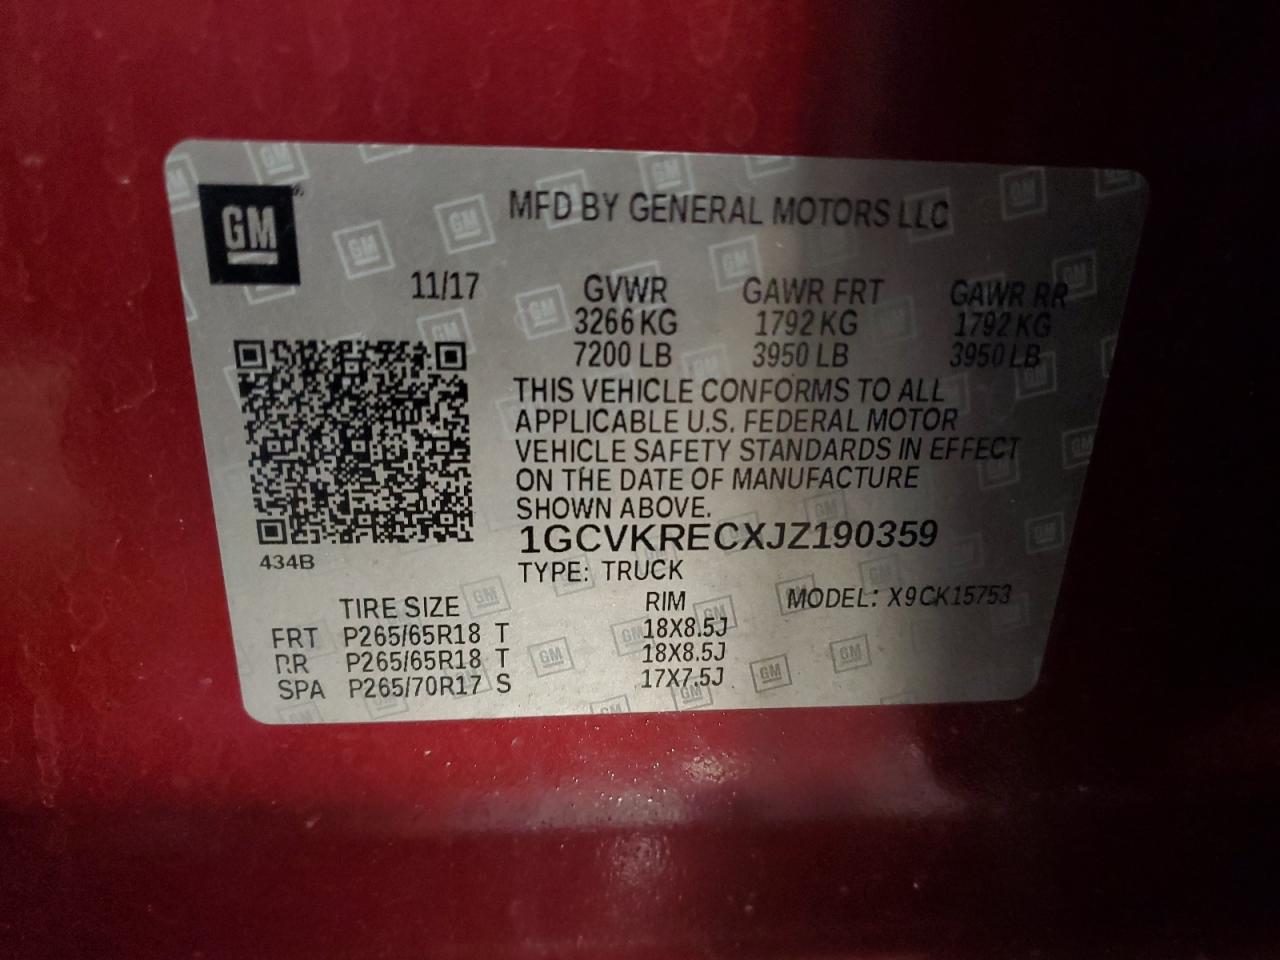 GM
MFD BY GENERAL MOTORS LLC
11/17 GVWR GAWR FRT GAWR RR
3266 KG 1792 KG 1792 KG
7200 LB 3950 LB 3950 LB
THIS VEHICLE CONFORMS TO ALL
APPLICABLE U.S. FEDERAL MOTOR
VEHICLE SAFETY STANDARDS IN EFFECT
ON THE DATE OF MANUFACTURE
SHOWN ABOVE.
1GCVKRECXJZ190359
434B
TYPE: TRUCK
MODEL: X9CK15753
TIRE SIZE RIM
FRT P265/65R18 T 18X8.5J
RR P265/65R18 T 18X8.5J
SPA P265/70R17 S 17X7.5J